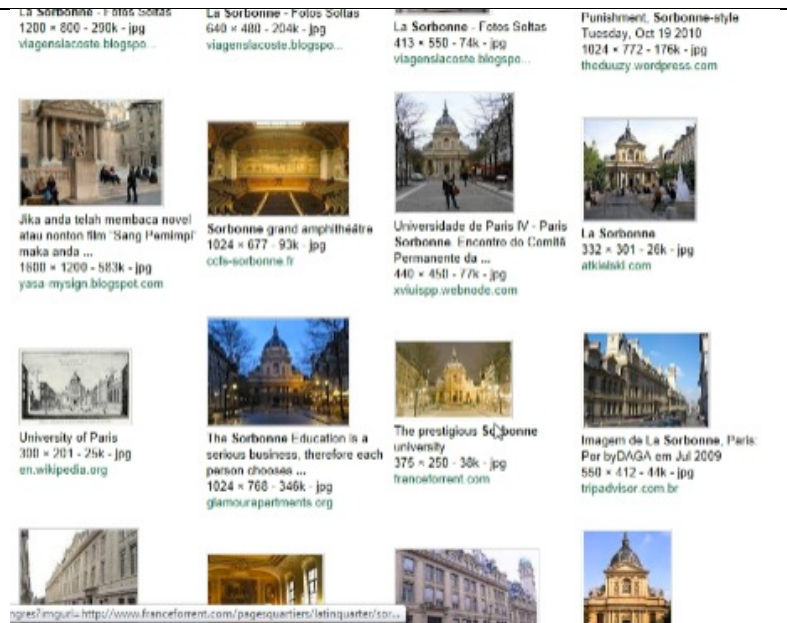 La Sorbonne - Fotos Soltas
1200 × 800 - 290k - jpg
viagenslacoste.blogspo...
La Sorbonne - Fotos Soltas
640 × 480 - 204k - jpg
viagenslacoste.blogspo...
La Sorbonne - Fotos Soltas
413 × 550 - 74k - jpg
viagenslacoste.blogspo...
Punishment, Sorbonne-style
Tuesday, Oct 19 2010
1024 × 772 - 176k - jpg
theduuzy.wordpress.com
Jika anda telah membaca novel
atau nonton film "Sang Pemimpi"
maka anda ...
1600 × 1200 - 583k - jpg
yasa-mysign.blogspot.com
Sorbonne grand amphithéâtre
1024 × 677 - 93k - jpg
ccfs-sorbonne.fr
Universidade de Paris IV - Paris
Sorbonne. Encontro do Comitê
Permanente da ...
440 × 450 - 77k - jpg
xviuispp.webnode.com
La Sorbonne
332 × 301 - 26k - jpg
atkielski.com
University of Paris
300 × 201 - 25k - jpg
en.wikipedia.org
The Sorbonne Education is a
serious business, therefore each
person chooses ...
1024 × 768 - 346k - jpg
glamourapartments.org
The prestigious Sorbonne
university
375 × 250 - 38k - jpg
franceforrent.com
Imagem de La Sorbonne, Paris:
Por byDAGA em Jul 2009
550 × 412 - 44k - jpg
tripadvisor.com.br
ngres?imgurl=http://www.franceforrent.com/pagesquartiers/latinquarter/sor...